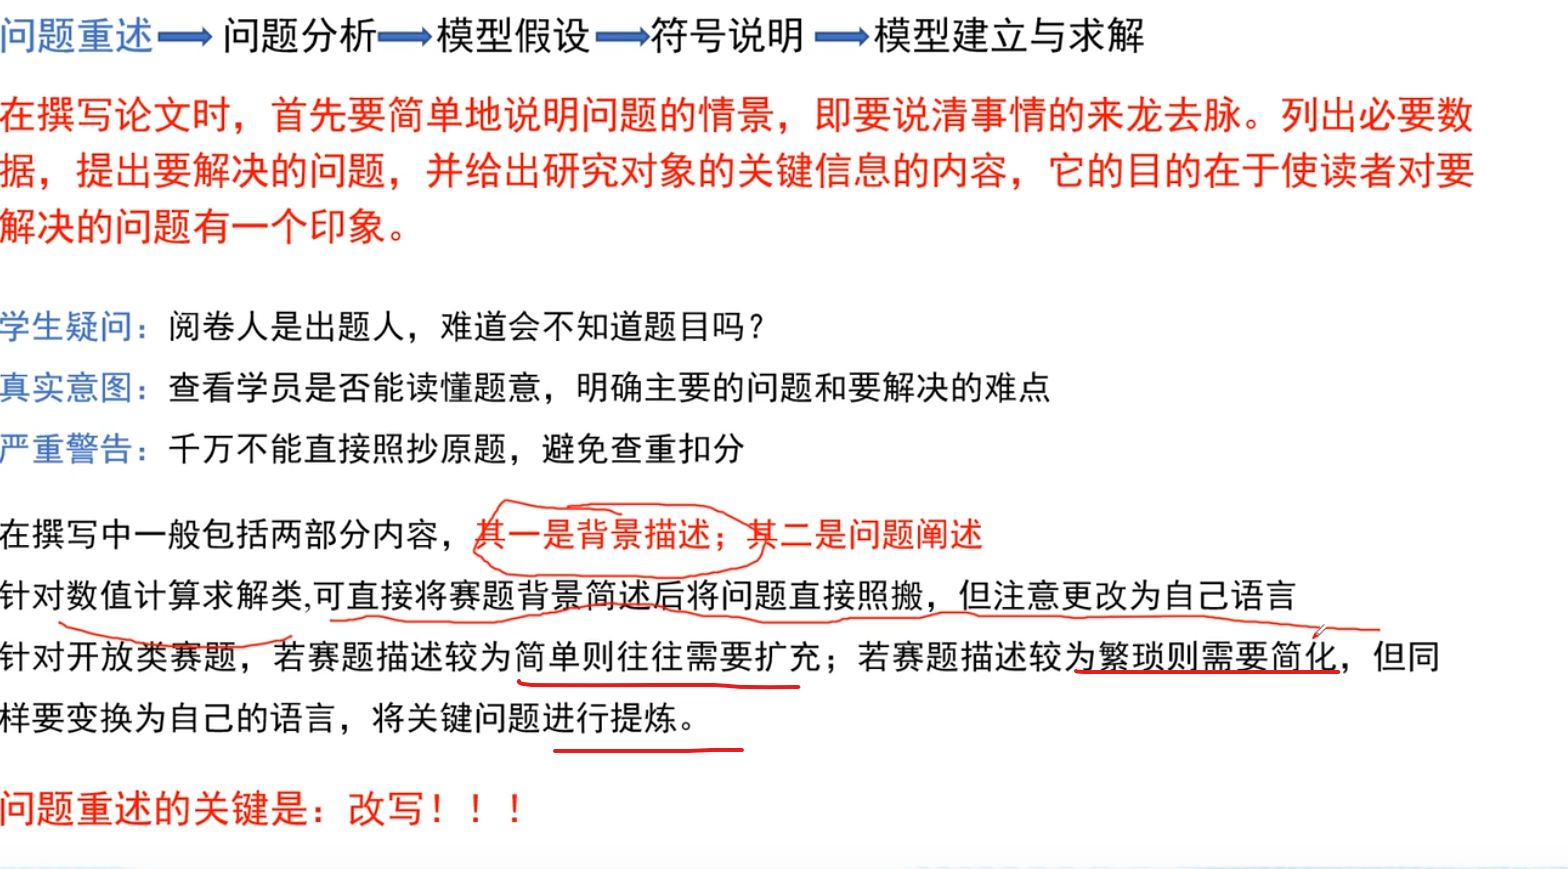 问题重述 问题分析 模型假设 符号说明 模型建立与求解
在撰写论文时，首先要简单地说明问题的情景，即要说清事情的来龙去脉。列出必要数
据，提出要解决的问题，并给出研究对象的关键信息的内容，它的目的在于使读者对要
解决的问题有一个印象。
学生疑问：阅卷人是出题人，难道会不知道题目吗？
真实意图：查看学员是否能读懂题意，明确主要的问题和要解决的难点
严重警告：千万不能直接照抄原题，避免查重扣分
在撰写中一般包括两部分内容，其一是背景描述；其二是问题阐述
针对数值计算求解类,可直接将赛题背景简述后将问题直接照搬，但注意更改为自己语言
针对开放类赛题，若赛题描述较为简单则往往需要扩充；若赛题描述较为繁琐则需要简化，但同
样要变换为自己的语言，将关键问题进行提炼。
问题重述的关键是：改写！！！